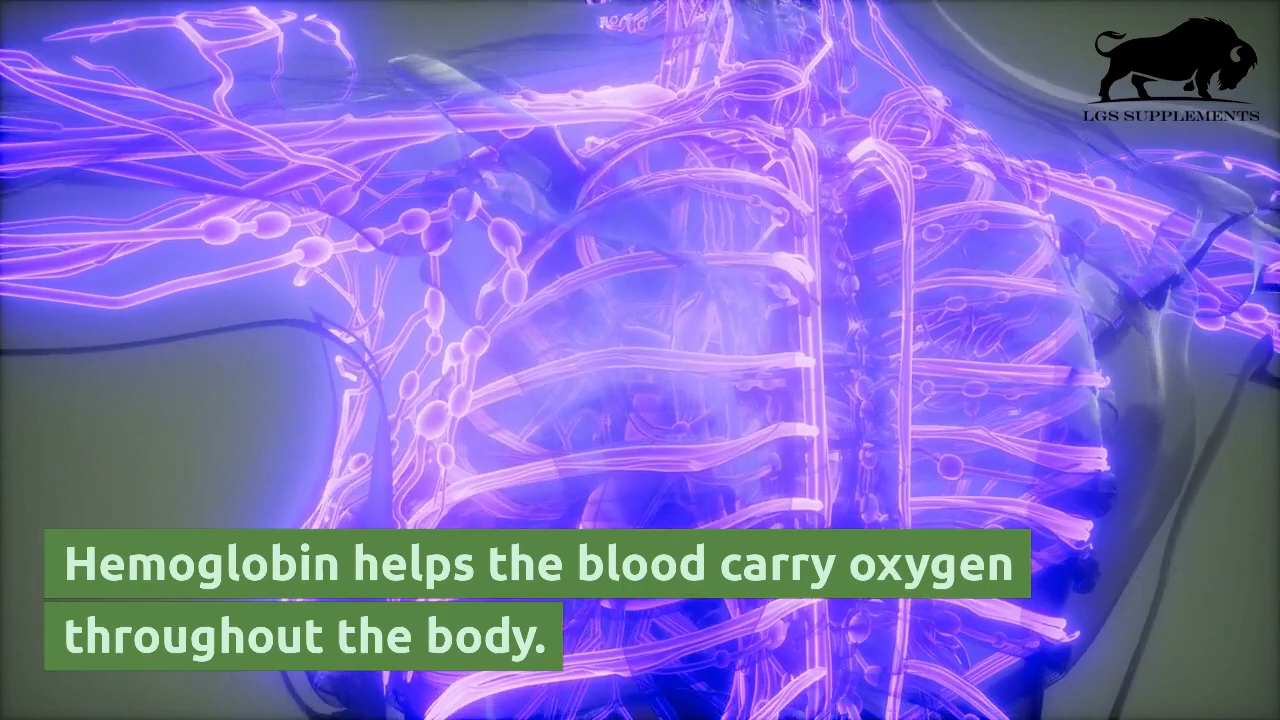 LGS SUPPLEMENTS
Hemoglobin helps the blood carry oxygen
throughout the body.